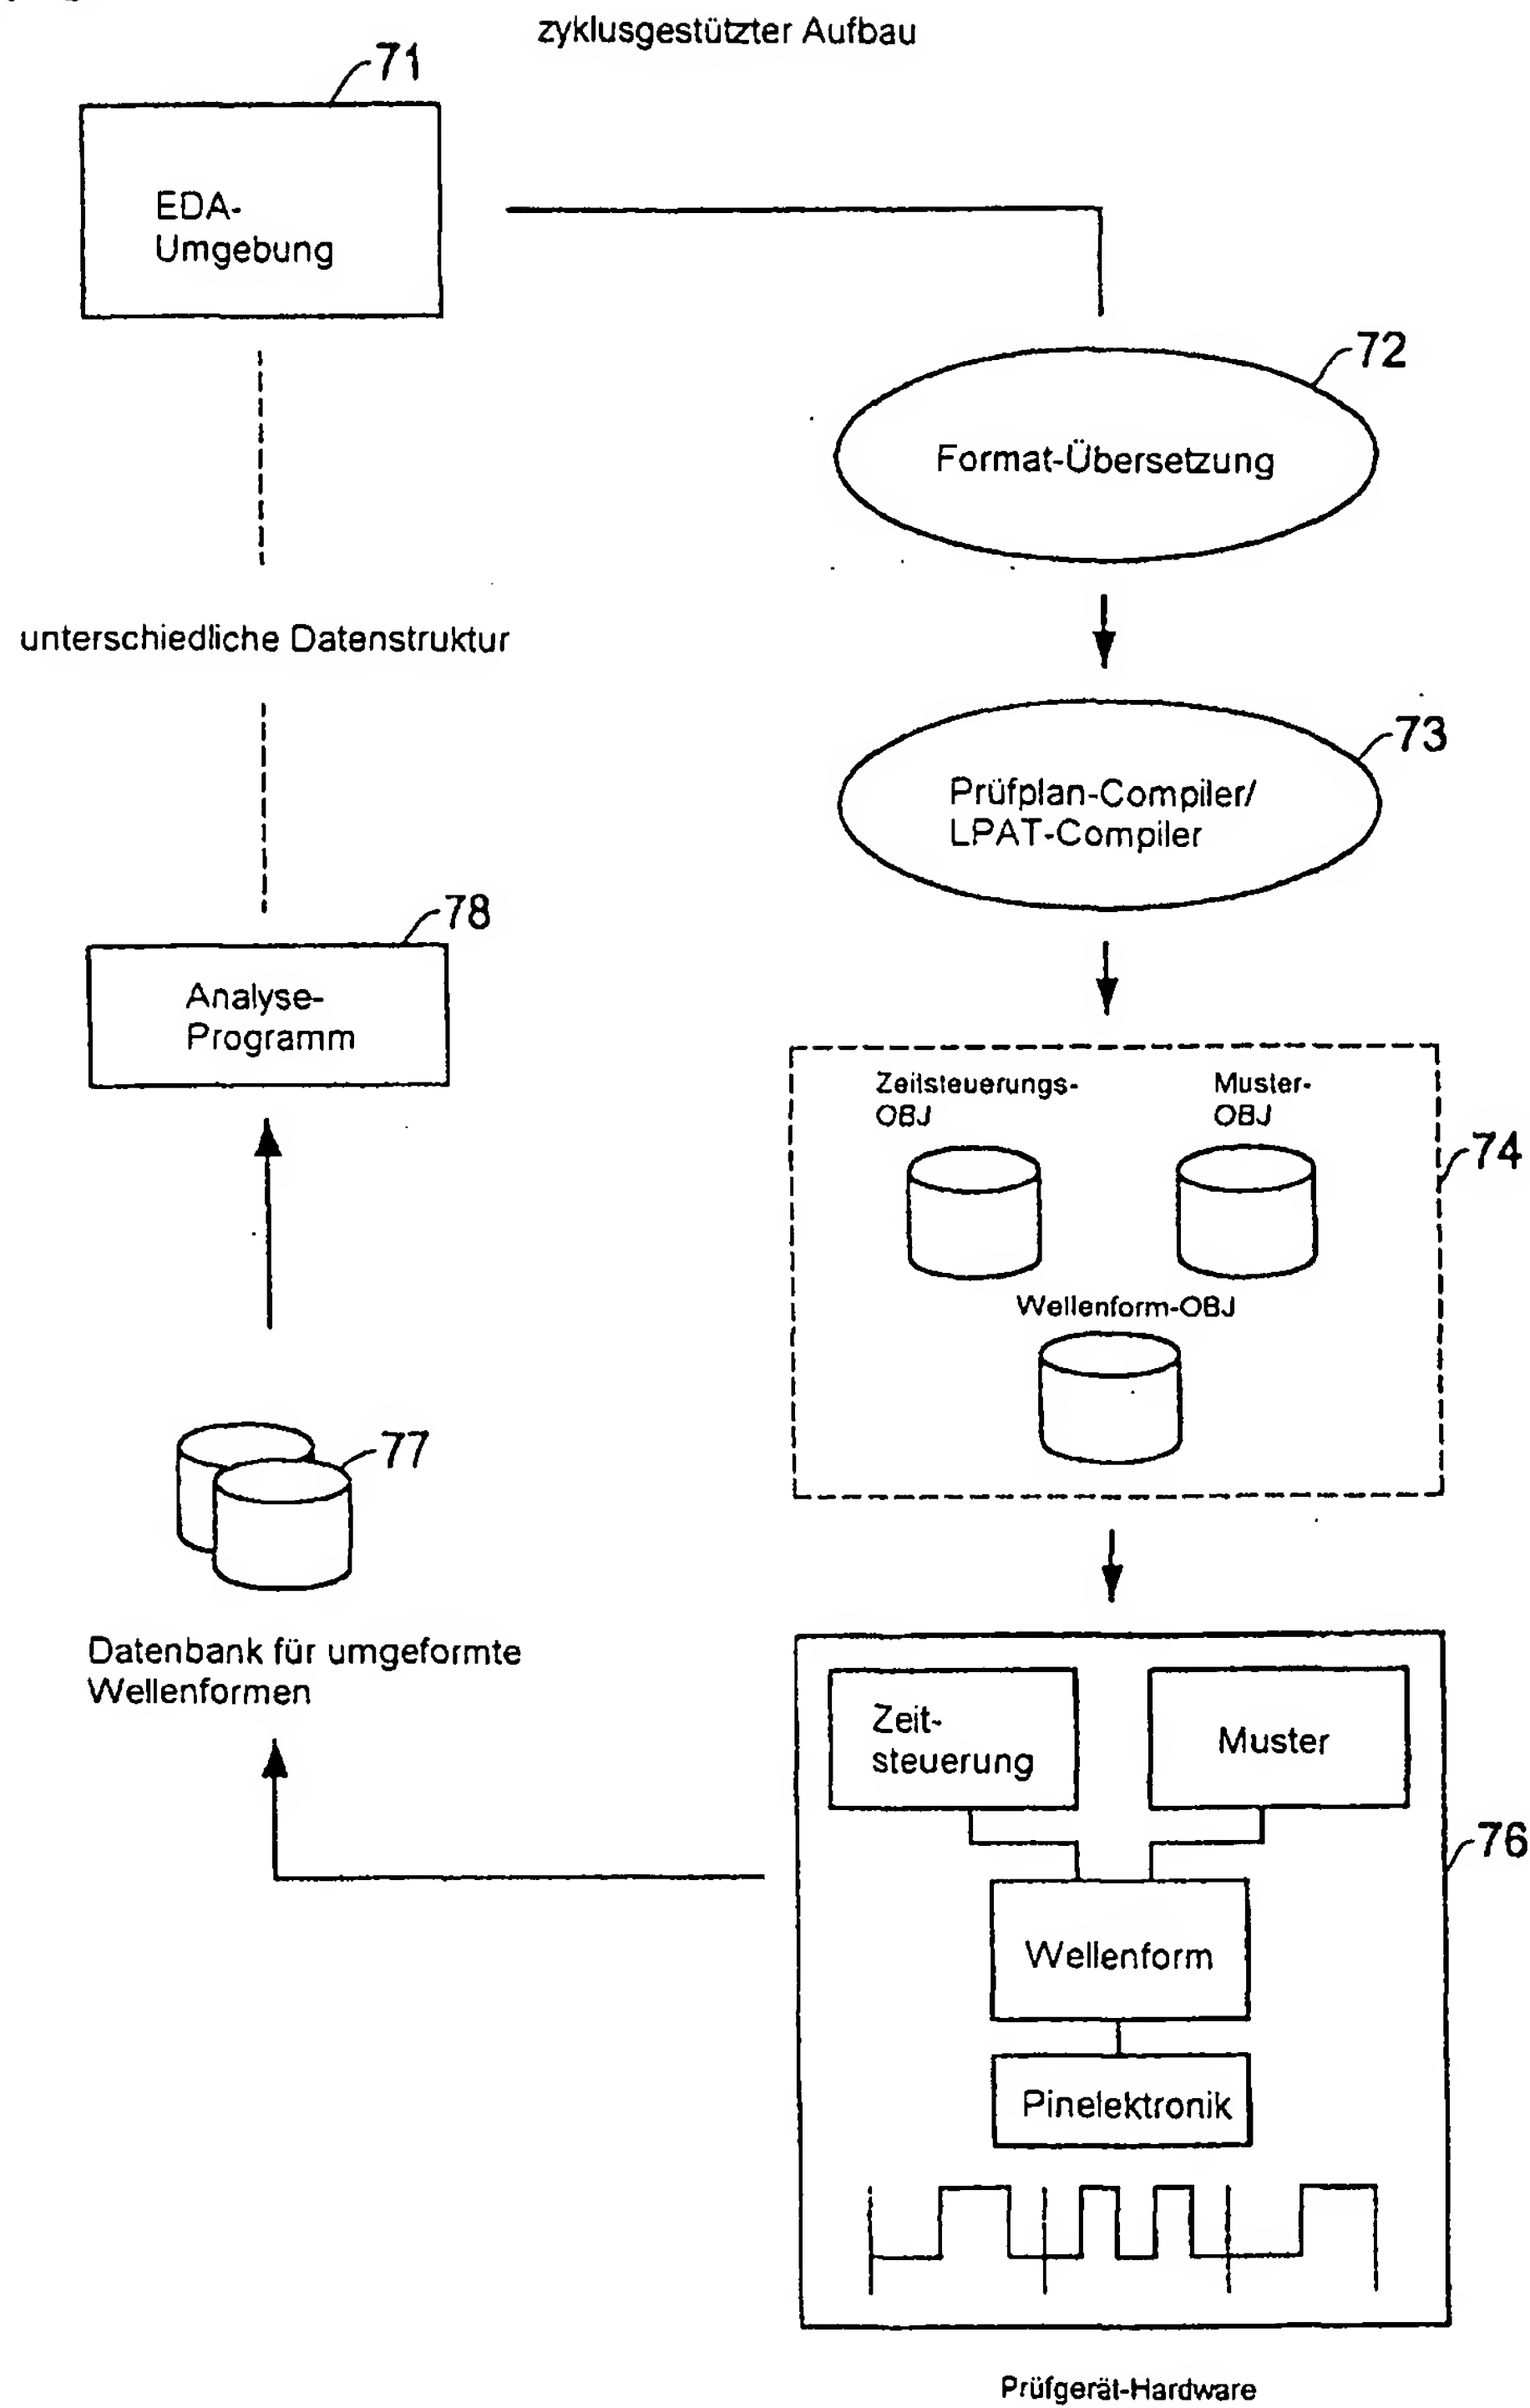 zyklusgestützter Aufbau
71
EDA-
Umgebung
72
Format-Übersetzung
unterschiedliche Datenstruktur
73
Prüfplan-Compiler/
LPAT-Compiler
78
Analyse-
Programm
Zeitsteuerungs-
OBJ
Muster-
OBJ
74
Wellenform-OBJ
77
Datenbank für umgeformte
Wellenformen
Zeit-
steuerung
Muster
76
Wellenform
Pinelektronik
Prüfgerät-Hardware